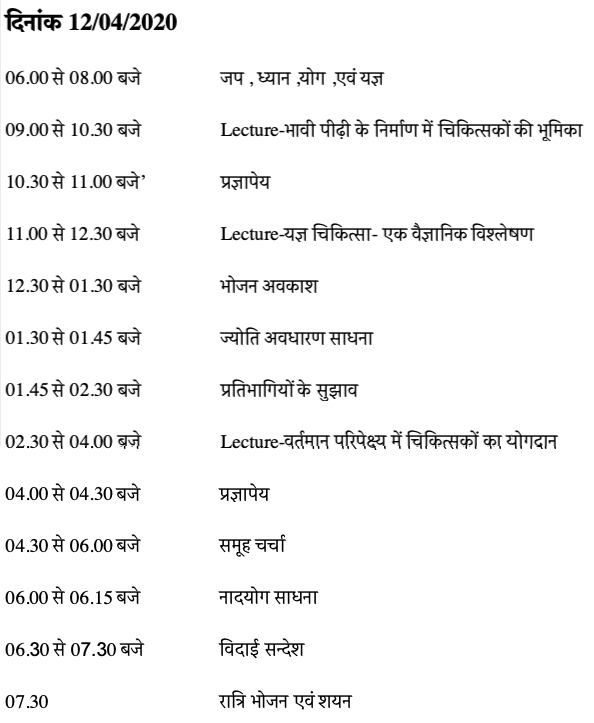 दिनांक 12/04/2020
06.00 से 08.00 बजे जप , ध्यान ,योग ,एवं यज्ञ
09.00 से 10.30 बजे Lecture-भावी पीढ़ी के निर्माण में चिकित्सकों की भूमिका
10.30 से 11.00 बजे’ प्रज्ञापेय
11.00 से 12.30 बजे Lecture-यज्ञ चिकित्सा- एक वैज्ञानिक विश्लेषण
12.30 से 01.30 बजे भोजन अवकाश
01.30 से 01.45 बजे ज्योति अवधारण साधना
01.45 से 02.30 बजे प्रतिभागियों के सुझाव
02.30 से 04.00 बजे Lecture-वर्तमान परिपेक्ष्य में चिकित्सकों का योगदान
04.00 से 04.30 बजे प्रज्ञापेय
04.30 से 06.00 बजे समूह चर्चा
06.00 से 06.15 बजे नादयोग साधना
06.30 से 07.30 बजे विदाई सन्देश
07.30 रात्रि भोजन एवं शयन